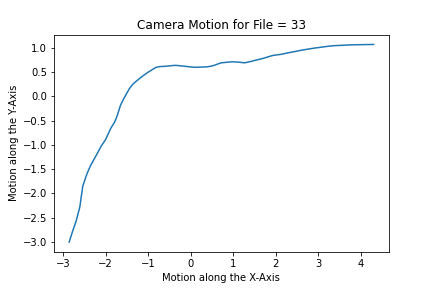 Camera Motion for File = 33
Motion along the Y-Axis
1.0
0.5
0.0
−0.5
−1.0
−1.5
−2.0
−2.5
−3.0
−3 −2 −1 0 1 2 3 4
Motion along the X-Axis